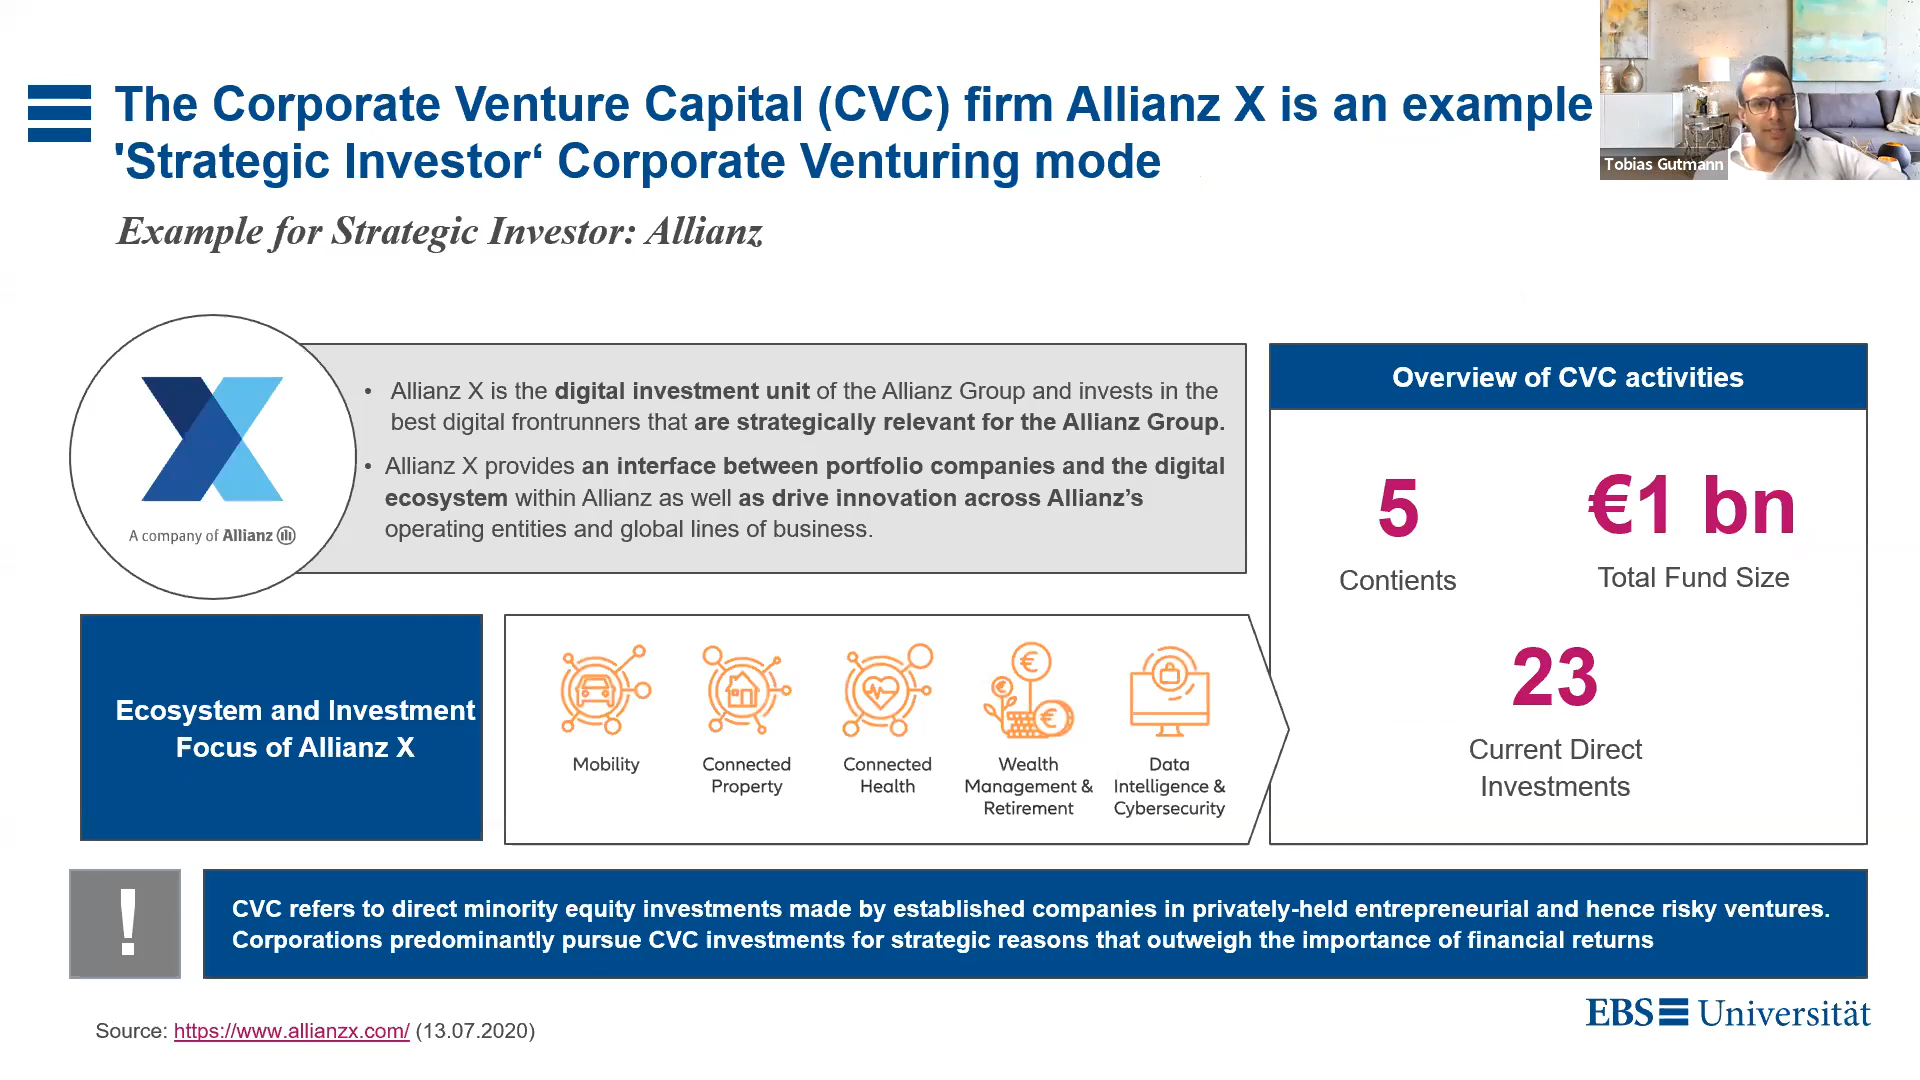 The Corporate Venture Capital (CVC) firm Allianz X is an example
'Strategic Investor‘ Corporate Venturing mode
Tobias Gutmann
Example for Strategic Investor: Allianz
A company of Allianz
• Allianz X is the digital investment unit of the Allianz Group and invests in the
best digital frontrunners that are strategically relevant for the Allianz Group.
• Allianz X provides an interface between portfolio companies and the digital
ecosystem within Allianz as well as drive innovation across Allianz’s
operating entities and global lines of business.
Overview of CVC activities
5
Contients
€1 bn
Total Fund Size
23
Current Direct
Investments
Ecosystem and Investment
Focus of Allianz X
Mobility
Connected
Property
Connected
Health
Wealth
Management &
Retirement
Data
Intelligence &
Cybersecurity
!
CVC refers to direct minority equity investments made by established companies in privately-held entrepreneurial and hence risky ventures.
Corporations predominantly pursue CVC investments for strategic reasons that outweigh the importance of financial returns
Source: https://www.allianzx.com/ (13.07.2020)
EBS Universität